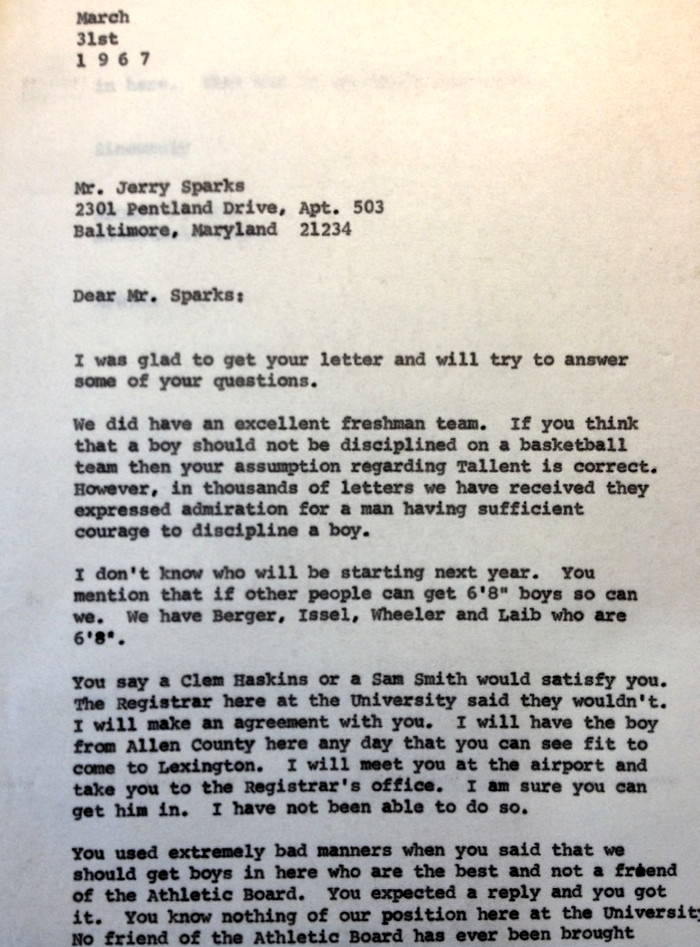 March
31st
1 9 6 7
in here.
Sincerely
Mr. Jerry Sparks
2301 Pentland Drive, Apt. 503
Baltimore, Maryland 21234
Dear Mr. Sparks:
I was glad to get your letter and will try to answer
some of your questions.
We did have an excellent freshman team. If you think
that a boy should not be disciplined on a basketball
team then your assumption regarding Tallent is correct.
However, in thousands of letters we have received they
expressed admiration for a man having sufficient
courage to discipline a boy.
I don't know who will be starting next year. You
mention that if other people can get 6'8" boys so can
we. We have Berger, Issel, Wheeler and Laib who are
6'8".
You say a Clem Haskins or a Sam Smith would satisfy you.
The Registrar here at the University said they wouldn't.
I will make an agreement with you. I will have the boy
from Allen County here any day that you can see fit to
come to Lexington. I will meet you at the airport and
take you to the Registrar's office. I am sure you can
get him in. I have not been able to do so.
You used extremely bad manners when you said that we
should get boys in here who are the best and not a friend
of the Athletic Board. You expected a reply and you got
it. You know nothing of our position here at the University
No friend of the Athletic Board has ever been brought